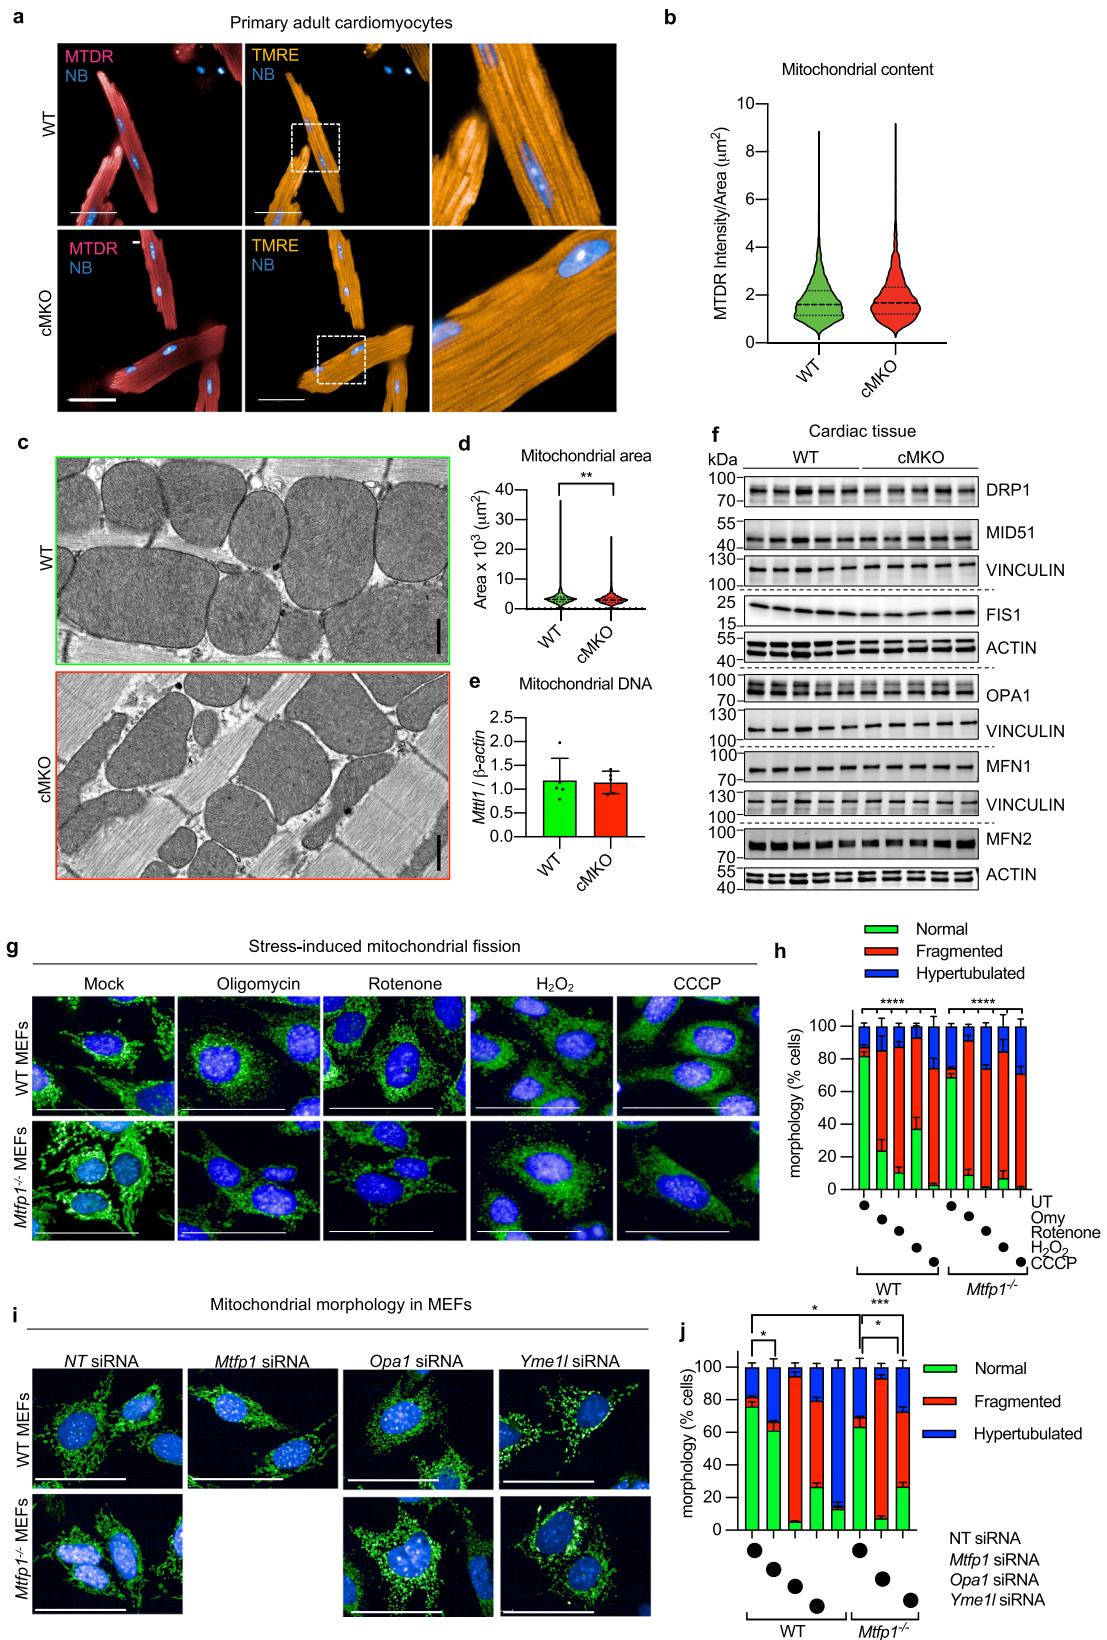 a
Primary adult cardiomyocytes
MTDR
NB
TMRE
NB
WT
MTDR
NB
TMRE
NB
cMKO
b
Mitochondrial content
MTDR Intensity/Area (μm²)
10
8
6
4
2
0
WT
cMKO
c
WT
cMKO
d
Mitochondrial area
**
Area x 10³ (μm²)
40
30
20
10
0
WT
cMKO
e
Mitochondrial DNA
Mttl1 / β-actin
2.5
2.0
1.5
1.0
0.5
0.0
WT
cMKO
f
Cardiac tissue
kDa
WT
cMKO
100
70
DRP1
55
40
MID51
130
100
VINCULIN
25
15
FIS1
55
40
ACTIN
100
70
OPA1
130
100
VINCULIN
100
70
MFN1
130
100
VINCULIN
100
70
MFN2
55
40
ACTIN
g
Stress-induced mitochondrial fission
Mock
Oligomycin
Rotenone
H₂O₂
CCCP
WT MEFs
Mtfp1⁻/⁻ MEFs
h
Normal
Fragmented
Hypertubulated
****
****
morphology (% cells)
100
80
60
40
20
0
UT
Omy
Rotenone
H₂O₂
CCCP
WT
Mtfp1⁻/⁻
i
Mitochondrial morphology in MEFs
NT siRNA
Mtfp1 siRNA
Opa1 siRNA
Yme1l siRNA
WT MEFs
Mtfp1⁻/⁻ MEFs
j
*
***
*
*
Normal
Fragmented
Hypertubulated
morphology (% cells)
100
80
60
40
20
0
NT siRNA
Mtfp1 siRNA
Opa1 siRNA
Yme1l siRNA
WT
Mtfp1⁻/⁻